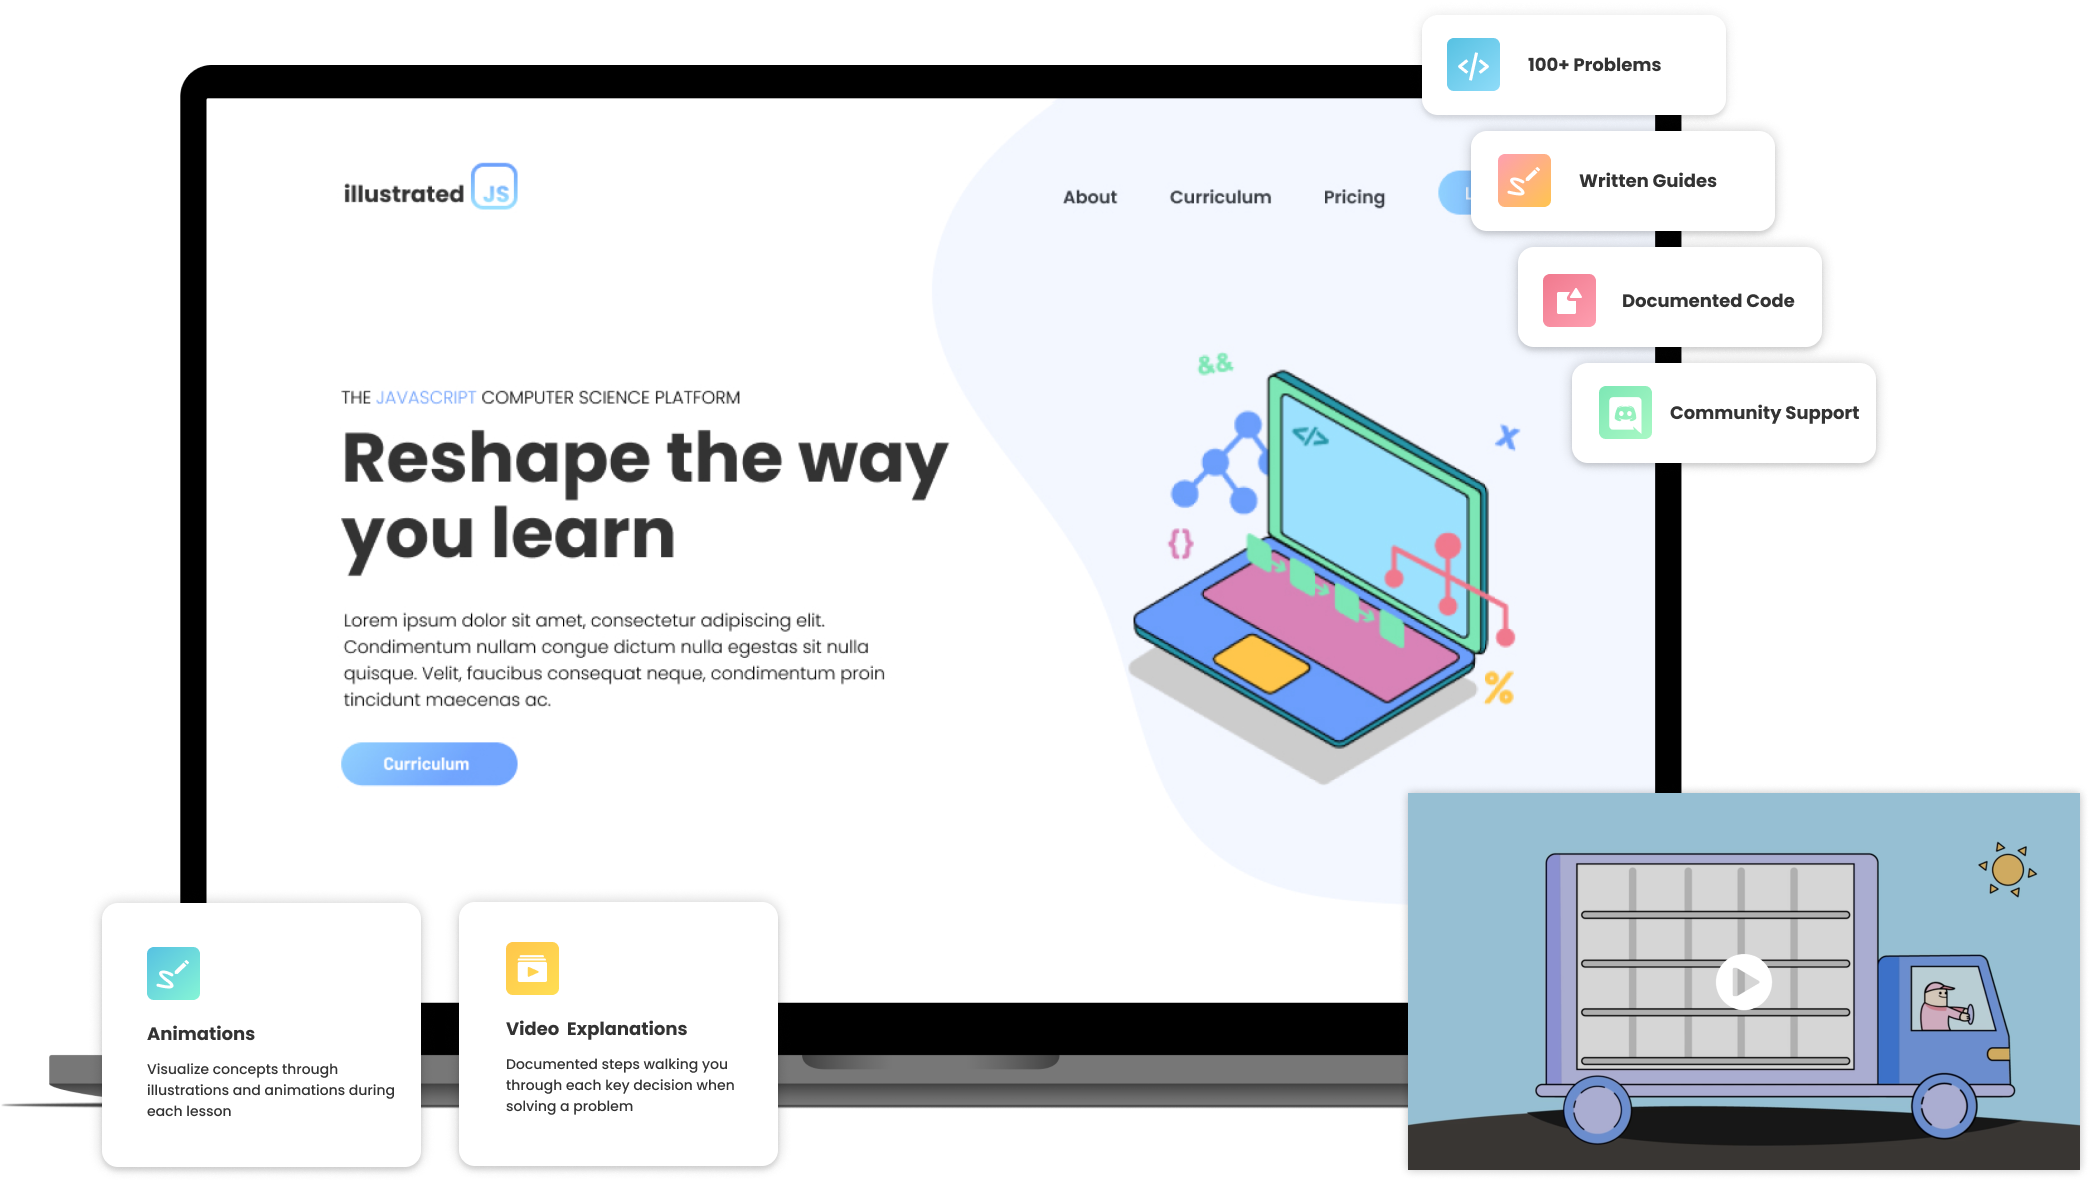 100+ Problems
Written Guides
Documented Code
Community Support
illustrated JS
About Curriculum Pricing
THE JAVASCRIPT COMPUTER SCIENCE PLATFORM
Reshape the way
you learn
Lorem ipsum dolor sit amet, consectetur adipiscing elit.
Condimentum nullam congue dictum nulla egestas sit nulla
quisque. Velit, faucibus consequat neque, condimentum proin
tincidunt maecenas ac.
Curriculum
&&
</>
x
{}
%
Animations
Visualize concepts through
illustrations and animations during
each lesson
Video Explanations
Documented steps walking you
through each key decision when
solving a problem